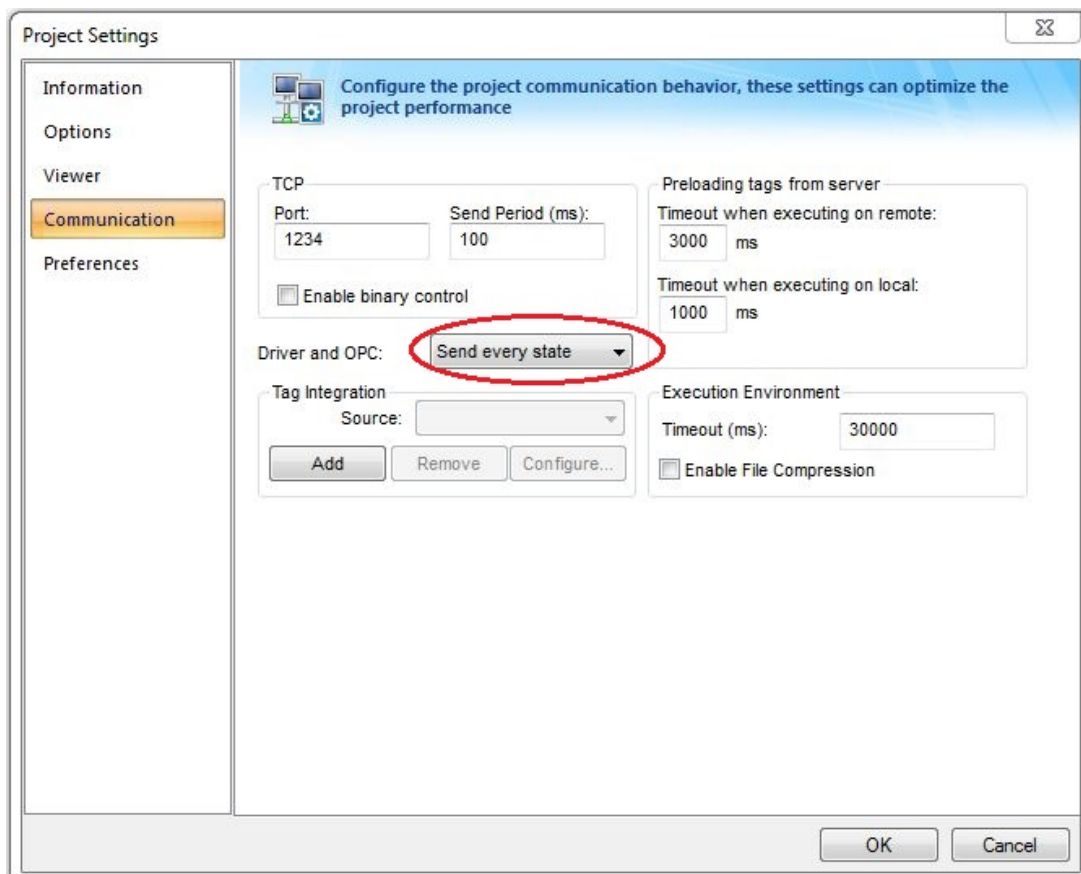 Project Settings
Information
Options
Viewer
Communication
Preferences
Configure the project communication behavior, these settings can optimize the
project performance
TCP
Port:
1234
Send Period (ms):
100
Enable binary control
Driver and OPC:
Send every state
Tag Integration
Source:
Add
Remove
Configure...
Preloading tags from server
Timeout when executing on remote:
3000 ms
Timeout when executing on local:
1000 ms
Execution Environment
Timeout (ms):
30000
Enable File Compression
OK
Cancel